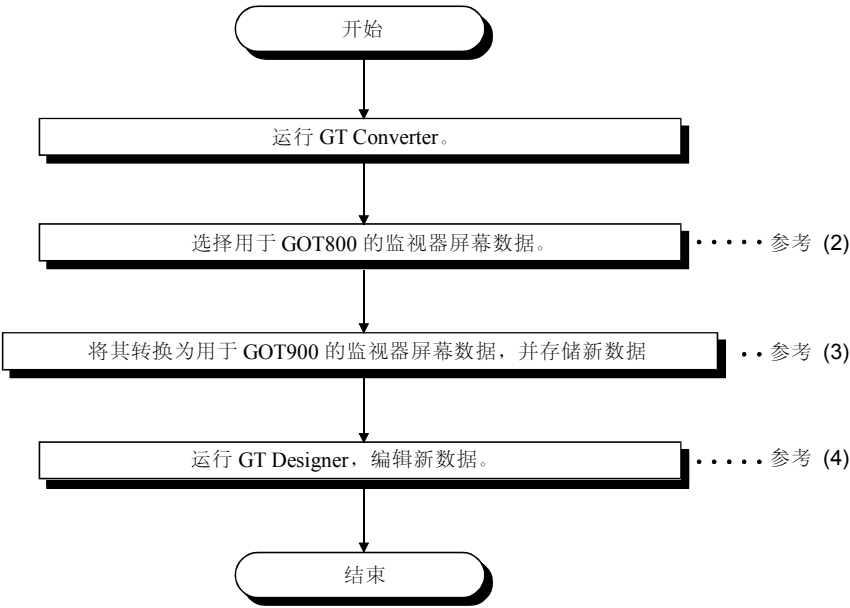 开始
运行 GT Converter。
选择用于 GOT800 的监视器屏幕数据。 ····· 参考 (2)
将其转换为用于 GOT900 的监视器屏幕数据，并存储新数据 ·· 参考 (3)
运行 GT Designer，编辑新数据。 ····· 参考 (4)
结束